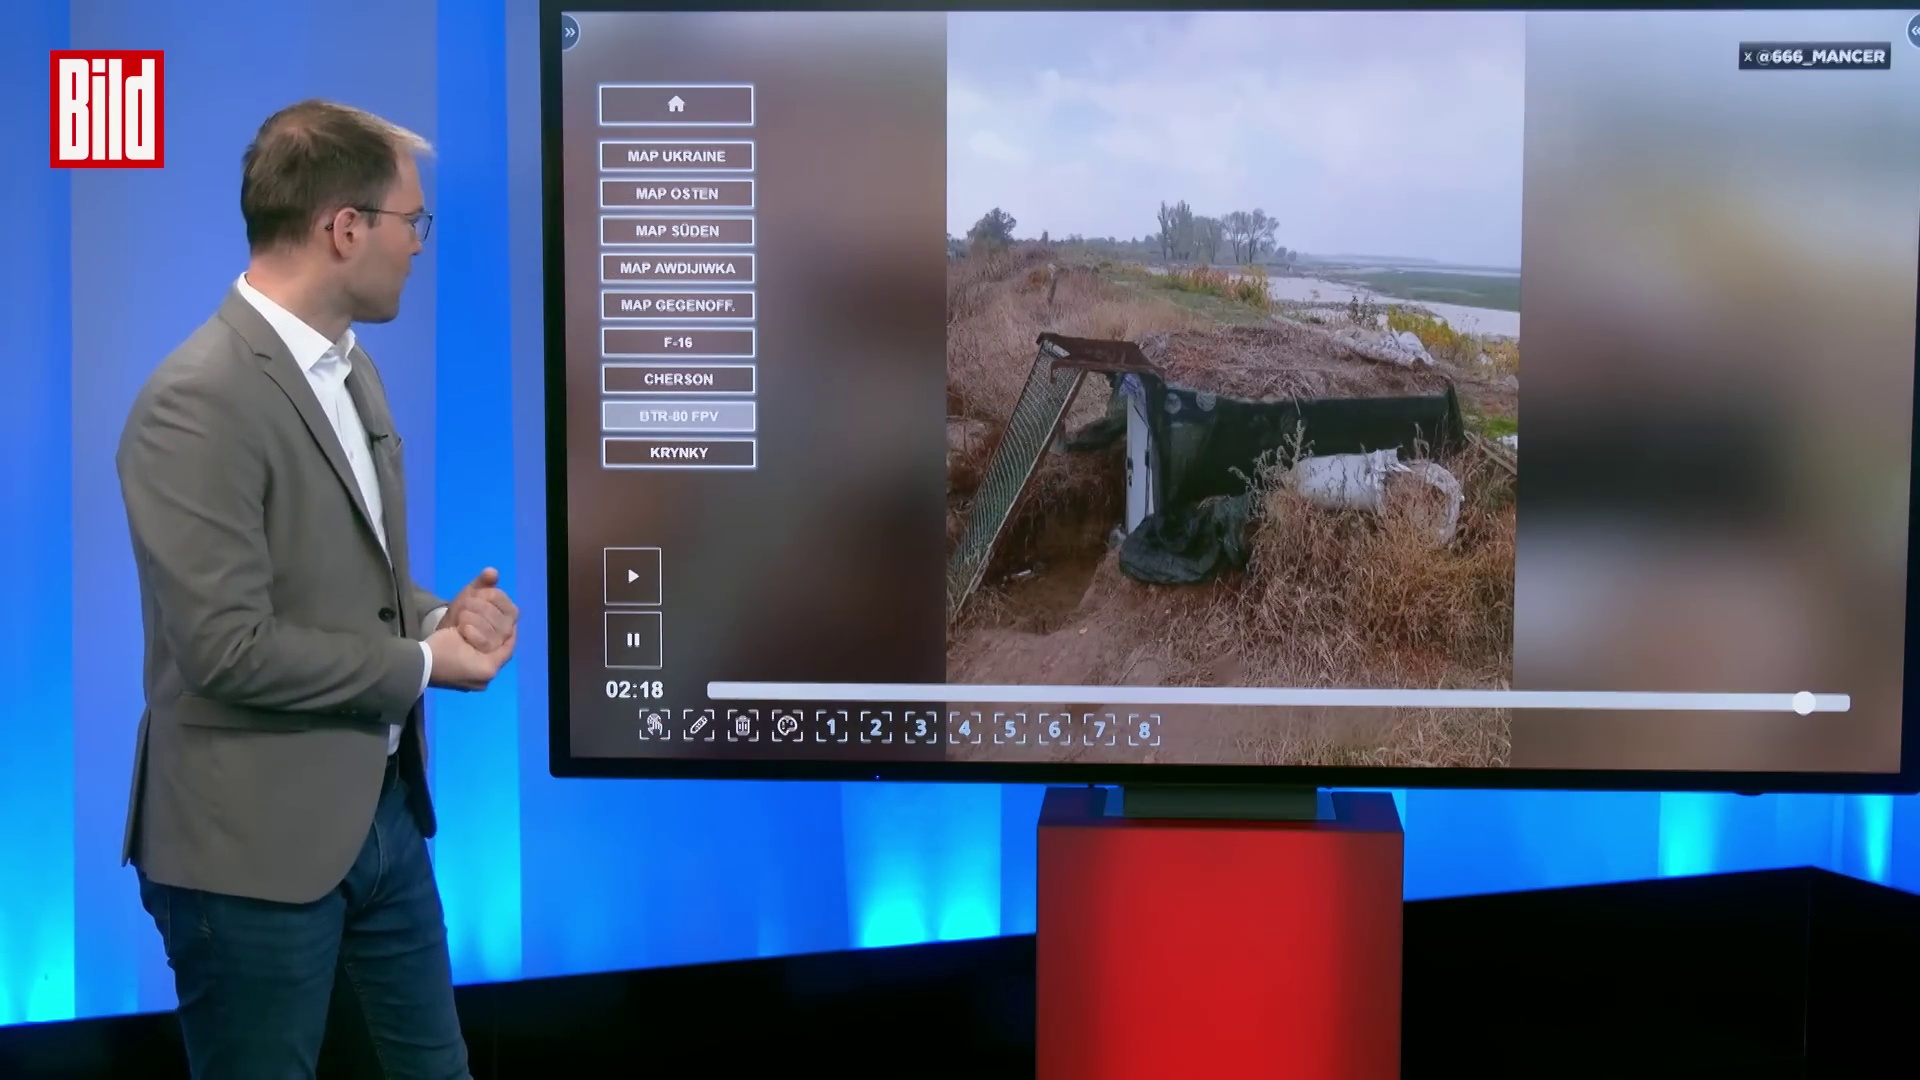 Bild
X @666_MANCER
MAP UKRAINE
MAP OSTEN
MAP SÜDEN
MAP AWDIJIWKA
MAP GEGENOFF.
F-16
CHERSON
BTR-80 FPV
KRYNKY
02:18
1 2 3 4 5 6 7 8